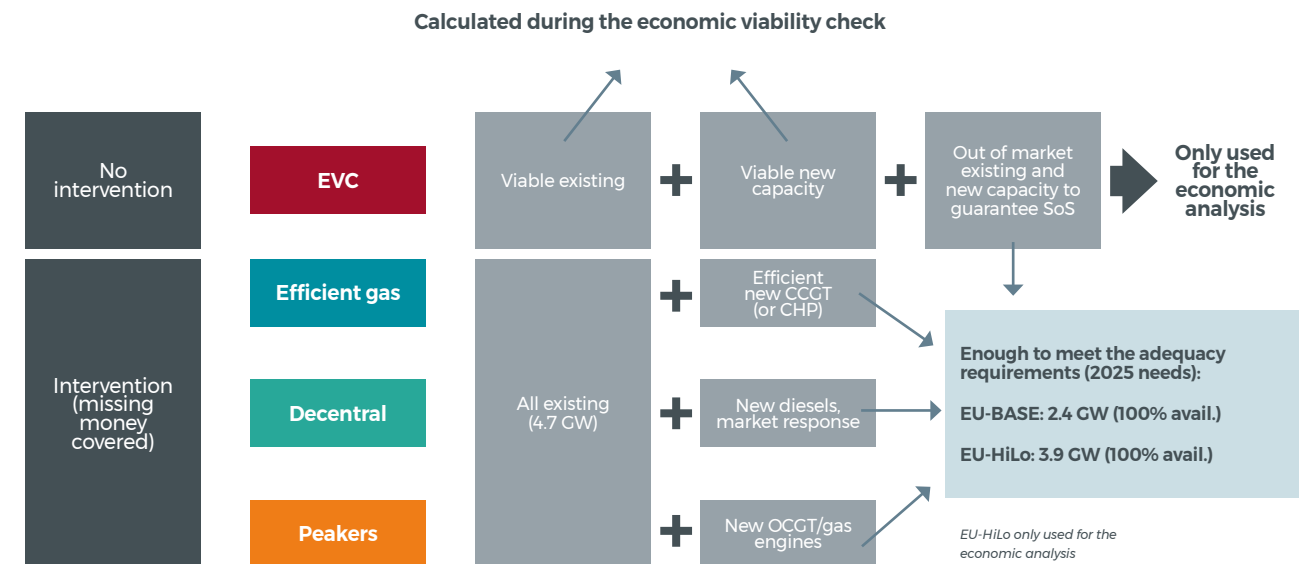 Calculated during the economic viability check
No
intervention
EVC
Viable existing
Viable new
capacity
Out of market
existing and
new capacity to
guarantee SoS
Only used
for the
economic
analysis
Intervention
(missing
money
covered)
Efficient gas
Decentral
Peakers
All existing
(4.7 GW)
Efficient
new CCGT
(or CHP)
New diesels,
market response
New OCGT/gas
engines
Enough to meet the adequacy
requirements (2025 needs):
EU-BASE: 2.4 GW (100% avail.)
EU-HiLo: 3.9 GW (100% avail.)
EU-HiLo only used for the
economic analysis